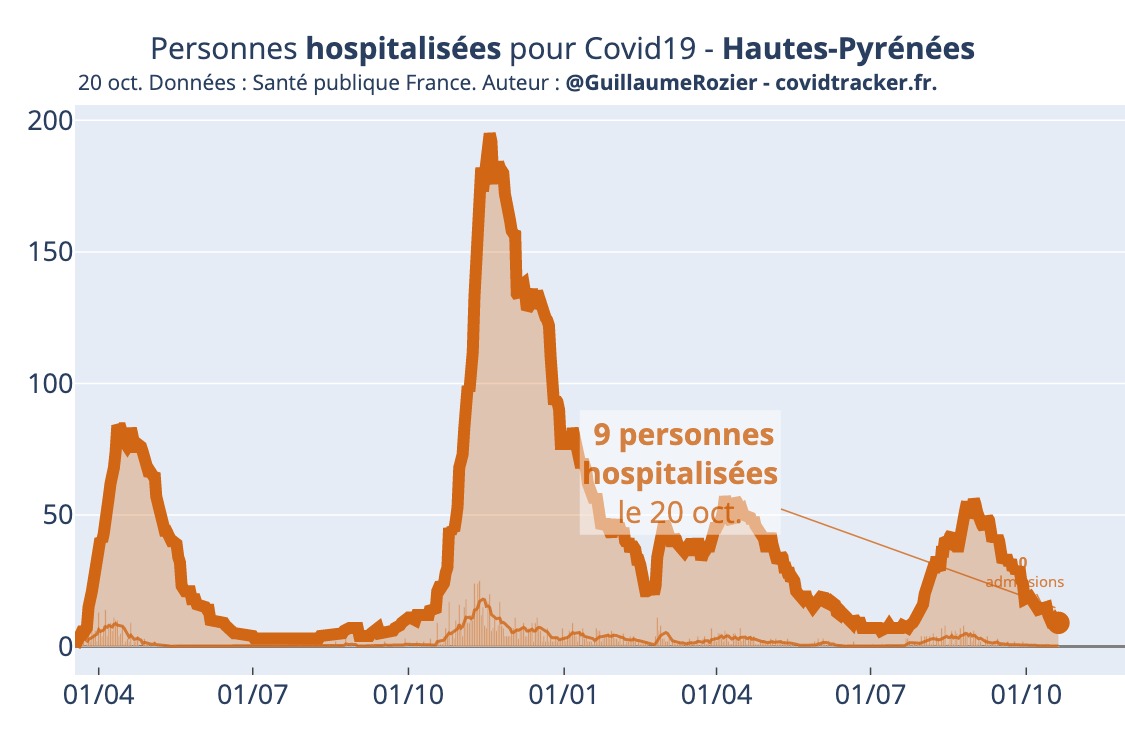 Personnes hospitalisées pour Covid19 - Hautes-Pyrénées
20 oct. Données : Santé publique France. Auteur : @GuillaumeRozier - covidtracker.fr.
200
150
100
50
0
9 personnes
hospitalisées
le 20 oct.
admissions
01/04
01/07
01/10
01/01
01/04
01/07
01/10